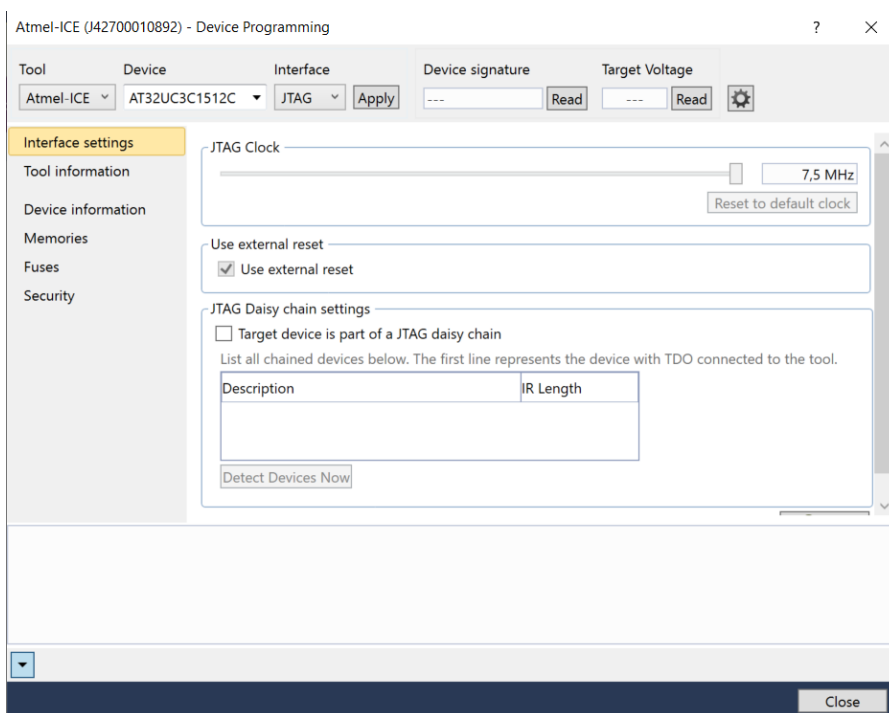 Atmel-ICE (J42700010892) - Device Programming ? ×
Tool Device Interface Device signature Target Voltage
Atmel-ICE AT32UC3C1512C JTAG Apply --- Read --- Read
Interface settings
Tool information
Device information
Memories
Fuses
Security
JTAG Clock
7,5 MHz
Reset to default clock
Use external reset
Use external reset
JTAG Daisy chain settings
Target device is part of a JTAG daisy chain
List all chained devices below. The first line represents the device with TDO connected to the tool.
Description IR Length
Detect Devices Now
Close